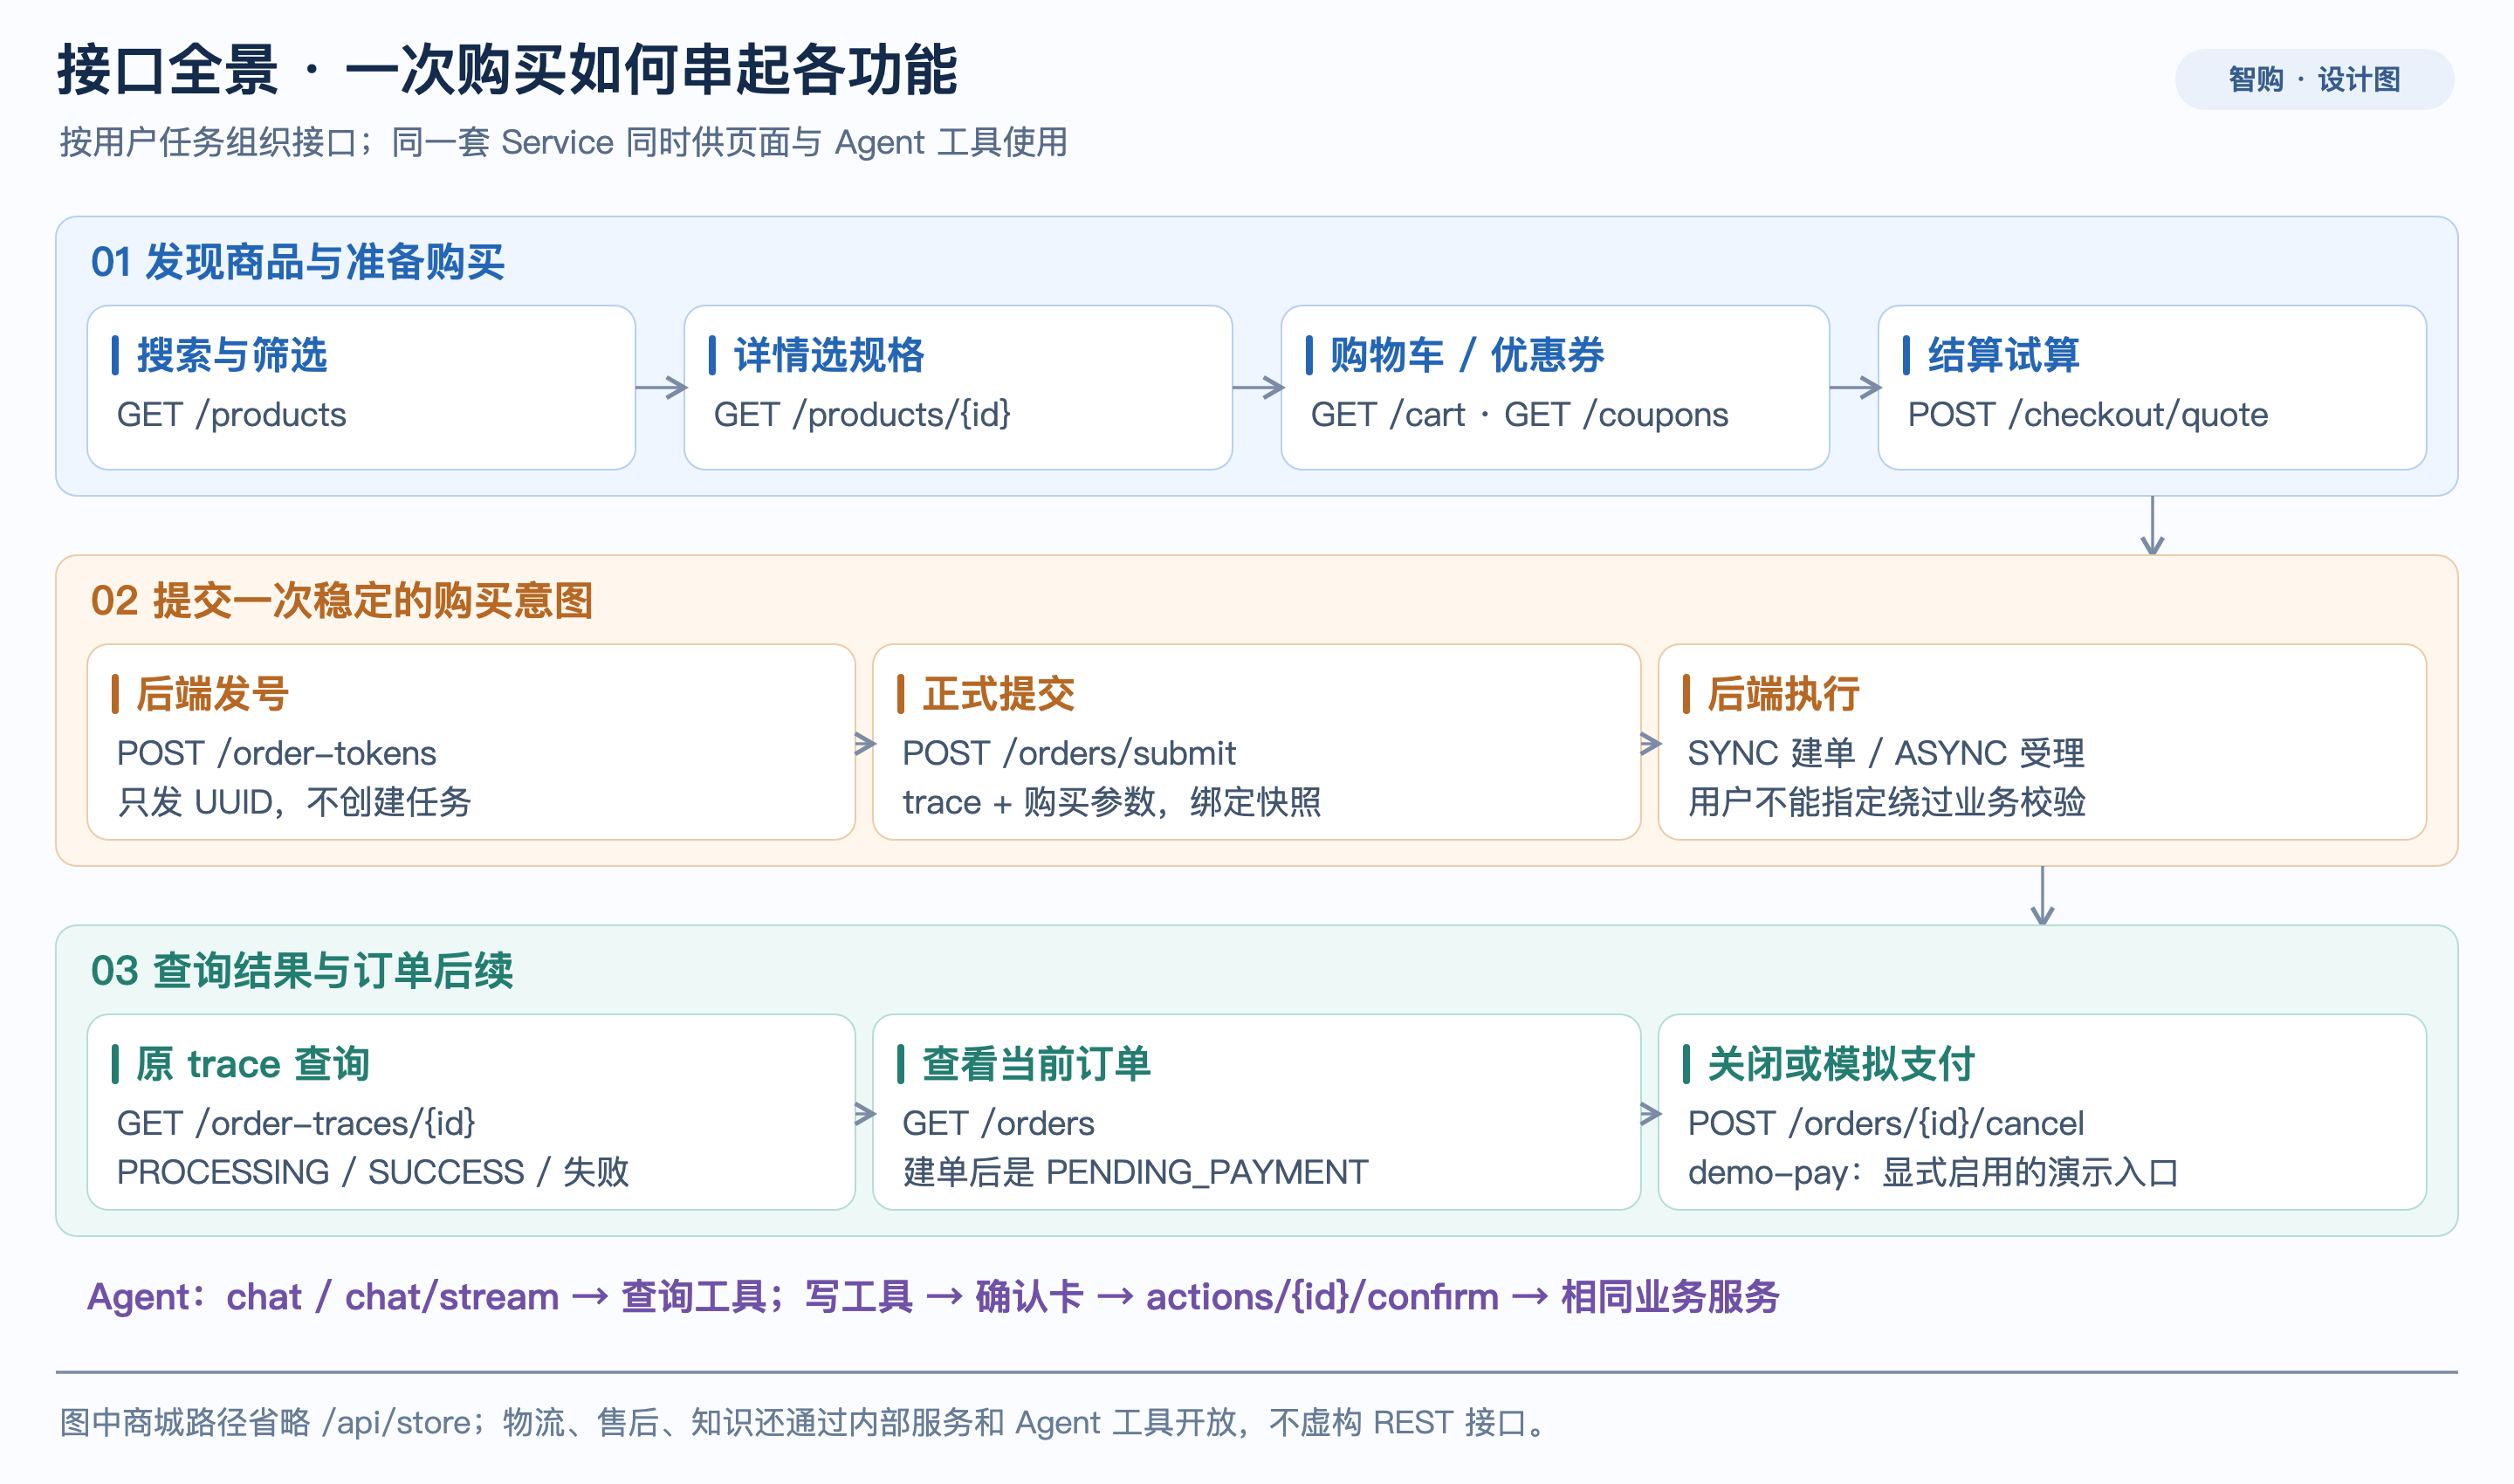 接口全景 · 一次购买如何串起各功能
智购 · 设计图
按用户任务组织接口；同一套 Service 同时供页面与 Agent 工具使用
01 发现商品与准备购买
搜索与筛选
GET /products
详情选规格
GET /products/{id}
购物车 / 优惠券
GET /cart · GET /coupons
结算试算
POST /checkout/quote
02 提交一次稳定的购买意图
后端发号
POST /order-tokens
只发 UUID，不创建任务
正式提交
POST /orders/submit
trace + 购买参数，绑定快照
后端执行
SYNC 建单 / ASYNC 受理
用户不能指定绕过业务校验
03 查询结果与订单后续
原 trace 查询
GET /order-traces/{id}
PROCESSING / SUCCESS / 失败
查看当前订单
GET /orders
建单后是 PENDING_PAYMENT
关闭或模拟支付
POST /orders/{id}/cancel
demo-pay：显式启用的演示入口
Agent：chat / chat/stream → 查询工具；写工具 → 确认卡 → actions/{id}/confirm → 相同业务服务
图中商城路径省略 /api/store；物流、售后、知识还通过内部服务和 Agent 工具开放，不虚构 REST 接口。